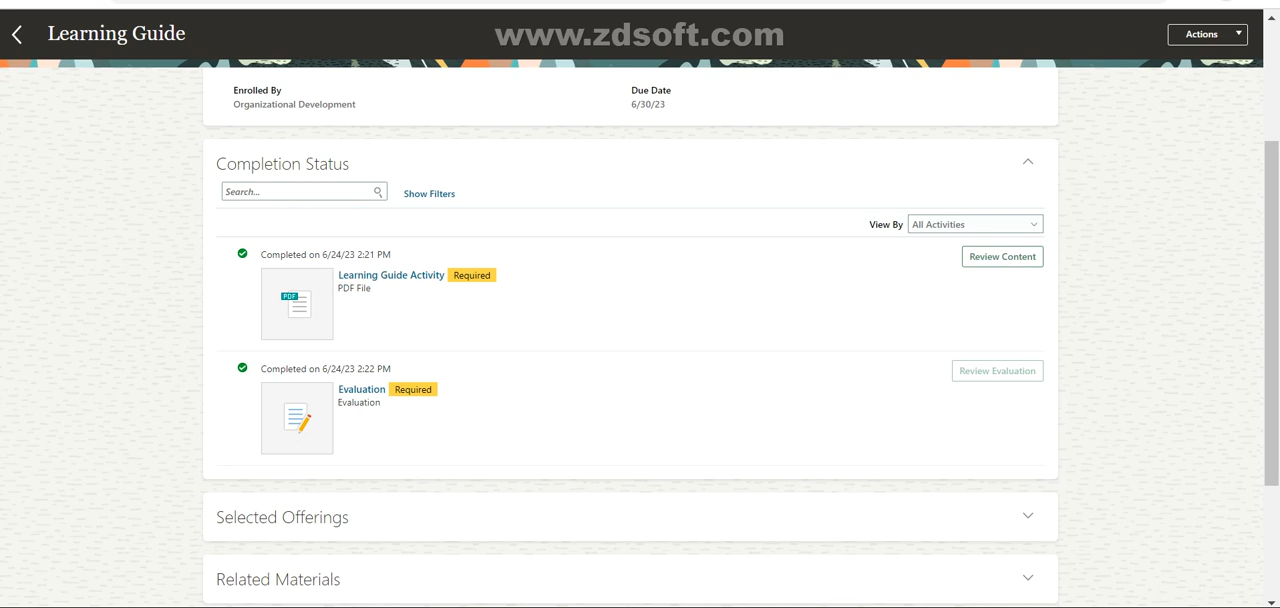 Learning Guide
www.zdsoft.com
Actions
Enrolled By
Organizational Development
Due Date
6/30/23
Completion Status
Search...
Show Filters
View By
All Activities
Completed on 6/24/23 2:21 PM
Review Content
Learning Guide Activity Required
PDF File
PDF
Completed on 6/24/23 2:22 PM
Review Evaluation
Evaluation Required
Evaluation
Selected Offerings
Related Materials